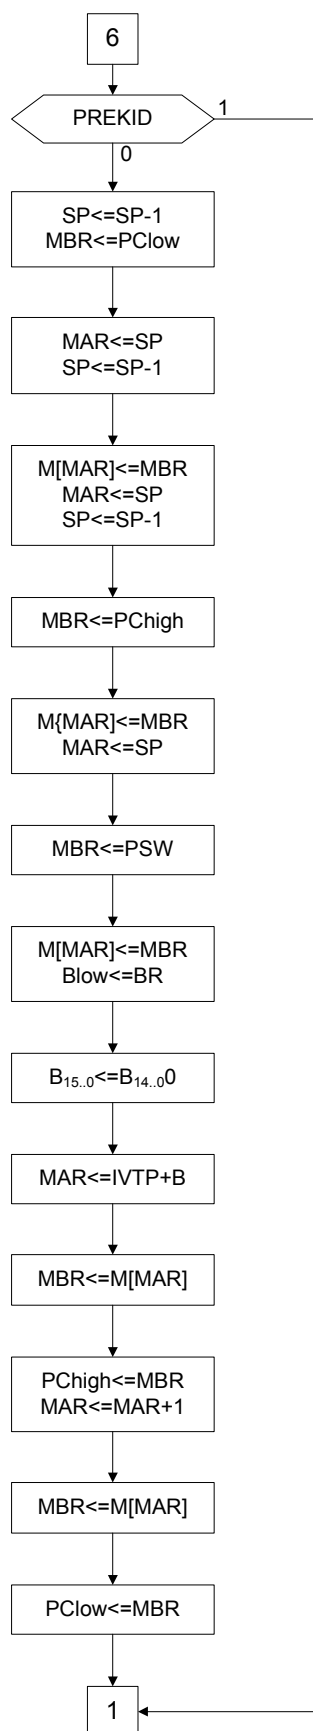 6
PREKID
1
0
SP<=SP-1
MBR<=PClow
MAR<=SP
SP<=SP-1
M[MAR]<=MBR
MAR<=SP
SP<=SP-1
MBR<=PChigh
M{MAR]<=MBR
MAR<=SP
MBR<=PSW
M[MAR]<=MBR
Blow<=BR
B₁₅..₀<=B₁₄..₀0
MAR<=IVTP+B
MBR<=M[MAR]
PChigh<=MBR
MAR<=MAR+1
MBR<=M[MAR]
PClow<=MBR
1